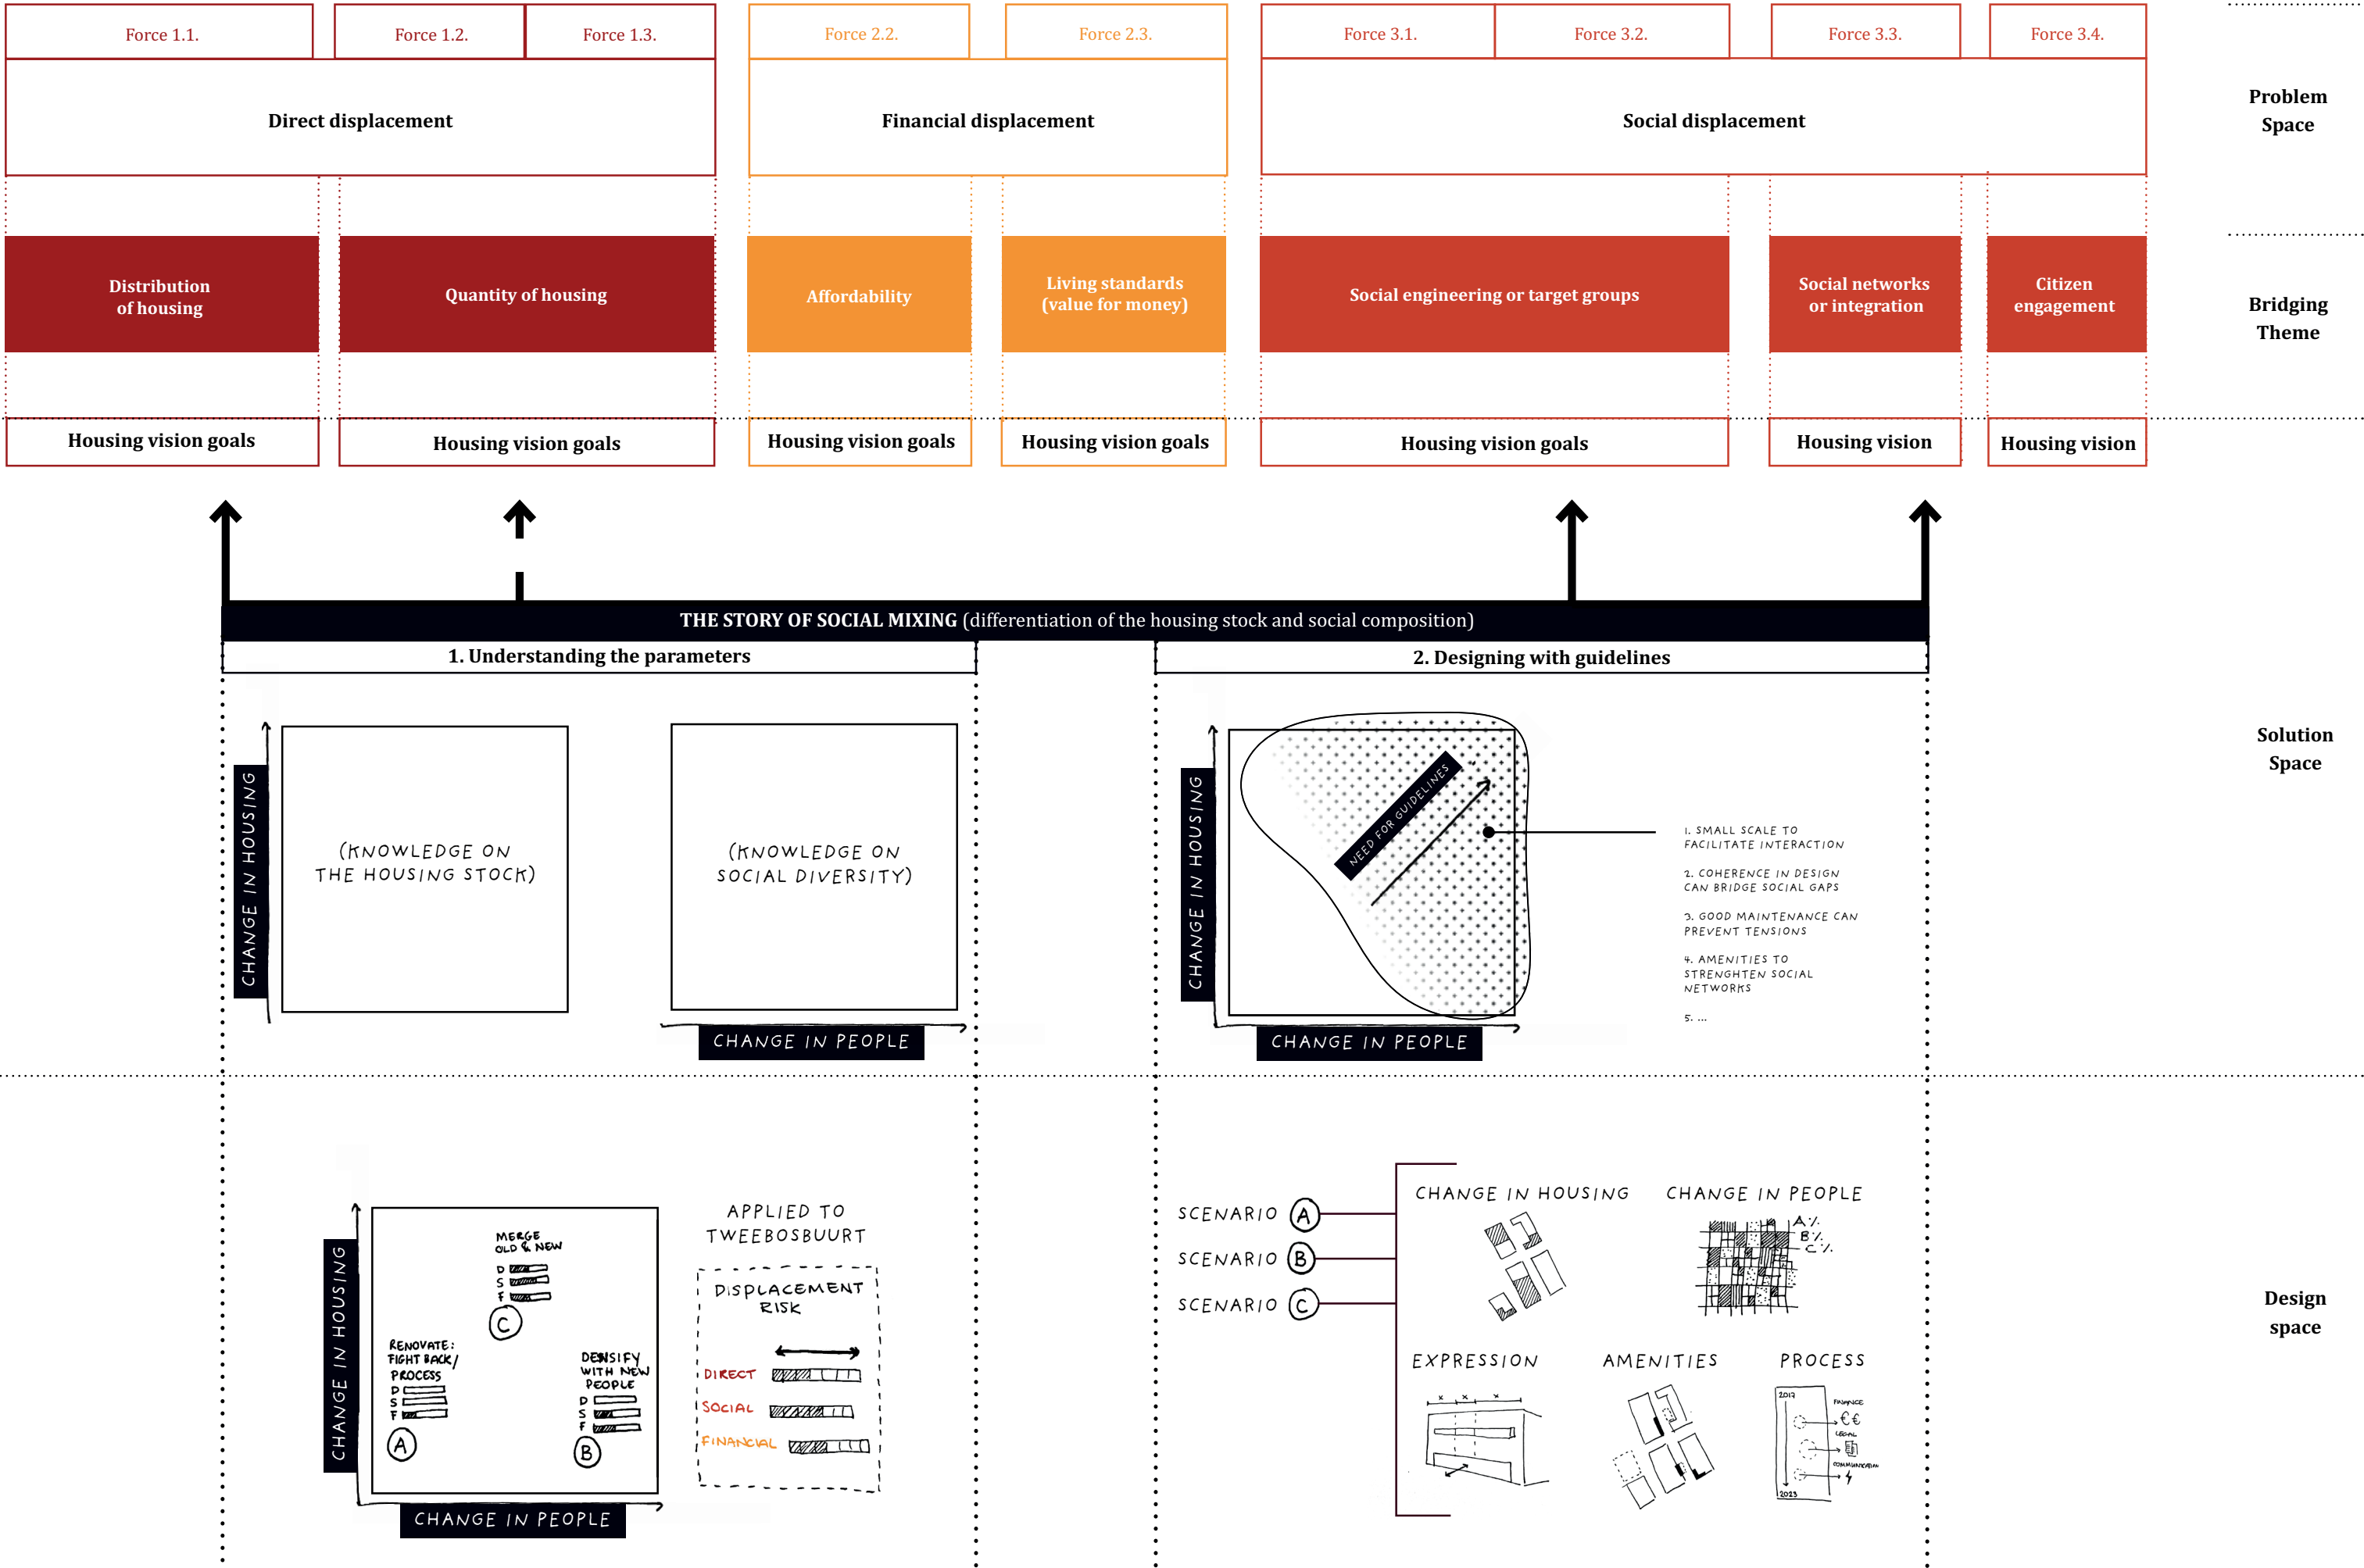 Force 1.1.
Force 1.2.
Force 1.3.
Force 2.2.
Force 2.3.
Force 3.1.
Force 3.2.
Force 3.3.
Force 3.4.
Direct displacement
Financial displacement
Social displacement
Problem
Space
Distribution
of housing
Quantity of housing
Affordability
Living standards
(value for money)
Social engineering or target groups
Social networks
or integration
Citizen
engagement
Bridging
Theme
Housing vision goals
Housing vision goals
Housing vision goals
Housing vision goals
Housing vision goals
Housing vision
Housing vision
THE STORY OF SOCIAL MIXING (differentiation of the housing stock and social composition)
1. Understanding the parameters
2. Designing with guidelines
Solution
Space
CHANGE IN HOUSING
(KNOWLEDGE ON
THE HOUSING STOCK)
(KNOWLEDGE ON
SOCIAL DIVERSITY)
CHANGE IN PEOPLE
CHANGE IN HOUSING
NEED FOR GUIDELINES
CHANGE IN PEOPLE
1. SMALL SCALE TO
FACILITATE INTERACTION
2. COHERENCE IN DESIGN
CAN BRIDGE SOCIAL GAPS
3. GOOD MAINTENANCE CAN
PREVENT TENSIONS
4. AMENITIES TO
STRENGHTEN SOCIAL
NETWORKS
5. ...
Design
space
CHANGE IN HOUSING
MERGE
OLD & NEW
D
S
F
C
RENOVATE:
FIGHT BACK/
PROCESS
D
S
F
A
DENSIFY
WITH NEW
PEOPLE
D
S
F
B
CHANGE IN PEOPLE
APPLIED TO
TWEEBOSBUURT
DISPLACEMENT
RISK
DIRECT
SOCIAL
FINANCIAL
SCENARIO A
SCENARIO B
SCENARIO C
CHANGE IN HOUSING
CHANGE IN PEOPLE
A %
B %
C %
EXPRESSION
x x x
AMENITIES
PROCESS
2017
FINANCE
€€
LEGAL
COMMUNICATION
2023